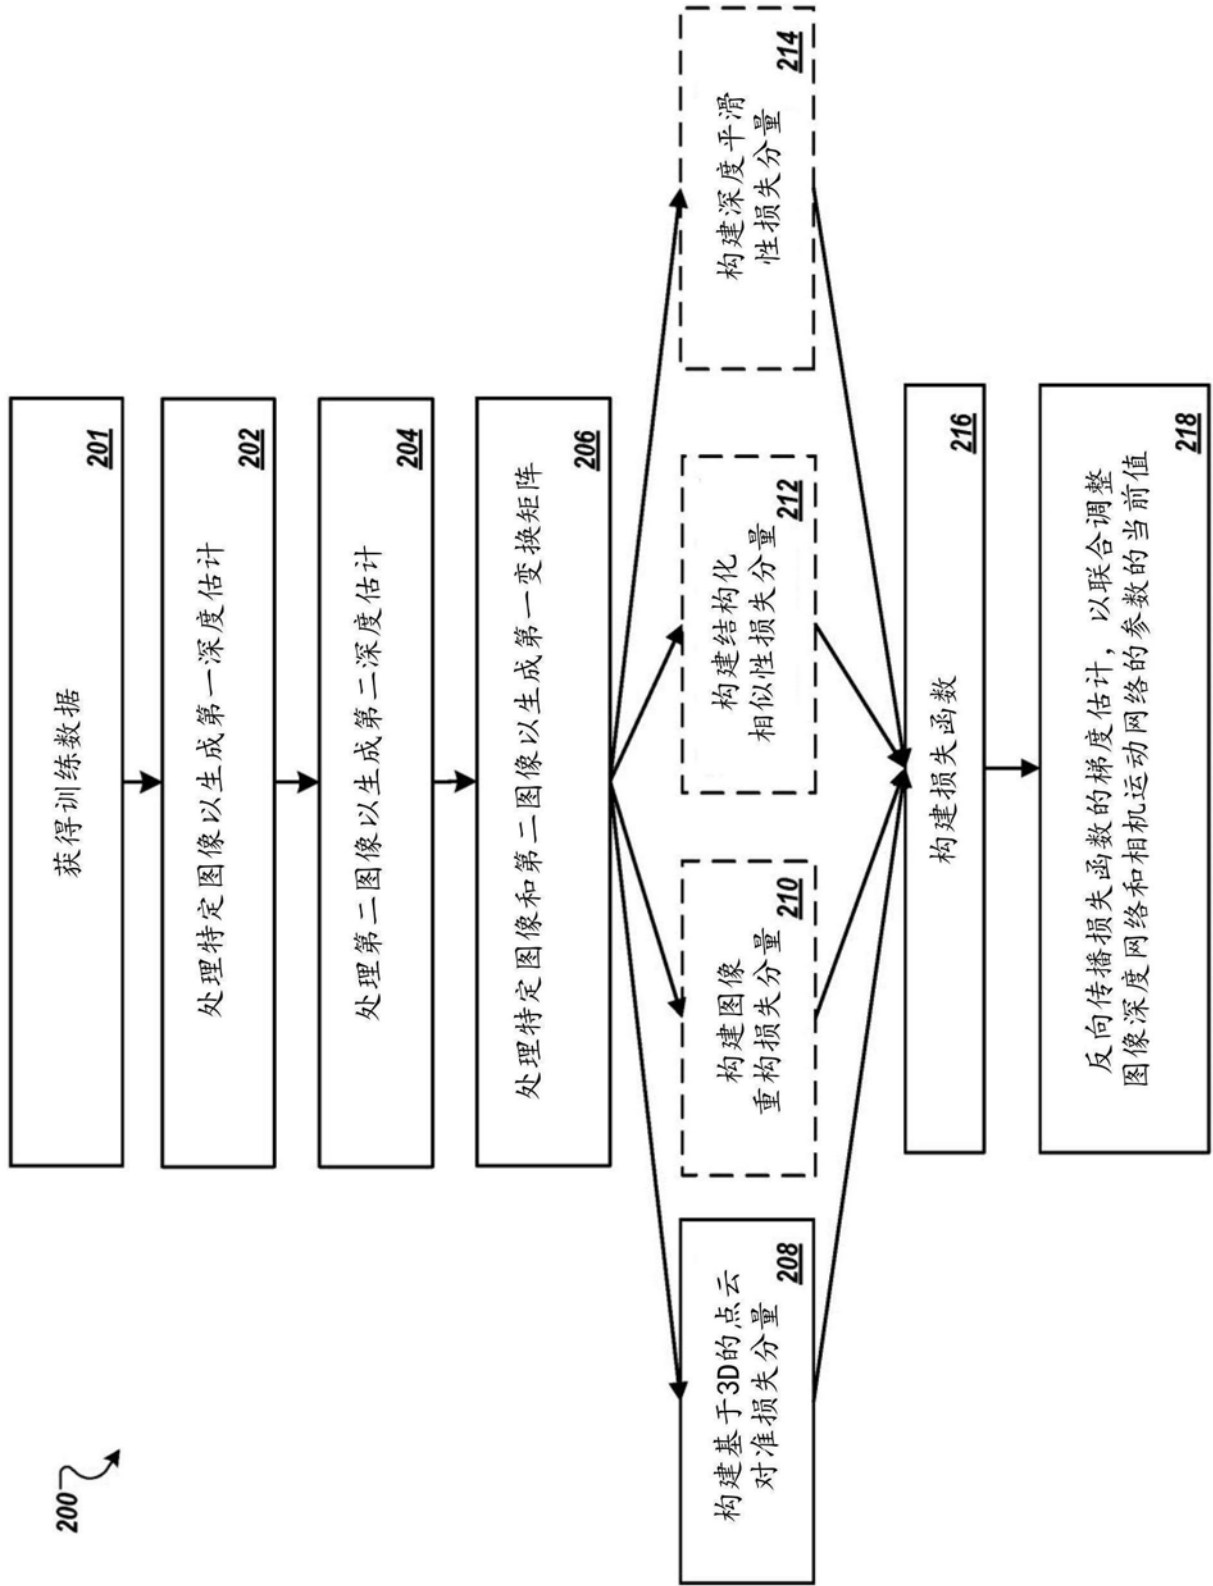 200
获得训练数据
201
处理特定图像以生成第一深度估计
202
处理第二图像以生成第二深度估计
204
处理特定图像和第二图像以生成第一变换矩阵
206
构建基于3D的点云
对准损失分量
208
构建图像
重构损失分量
210
构建结构化
相似性损失分量
212
构建深度平滑
性损失分量
214
构建损失函数
216
反向传播损失函数的梯度估计，以联合调整
图像深度网络和相机运动网络的参数的当前值
218